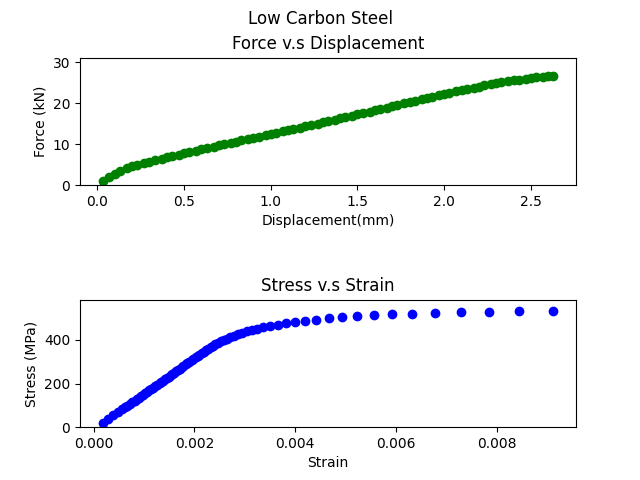 Low Carbon Steel
Force v.s Displacement
30
20
10
0
Force (kN)
0.0 0.5 1.0 1.5 2.0 2.5
Displacement(mm)
Stress v.s Strain
400
200
0
Stress (MPa)
0.000 0.002 0.004 0.006 0.008
Strain